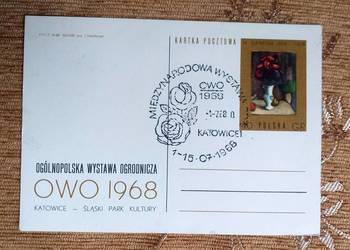 KARTKA POCZTOWA
MIĘDZYNARODOWA WYSTAWA
OWO
1968
KATOWICE
1-15.07.1968
POLSKA
OGÓLNOPOLSKA WYSTAWA OGRODNICZA
OWO 1968
KATOWICE – ŚLĄSKI PARK KULTURY